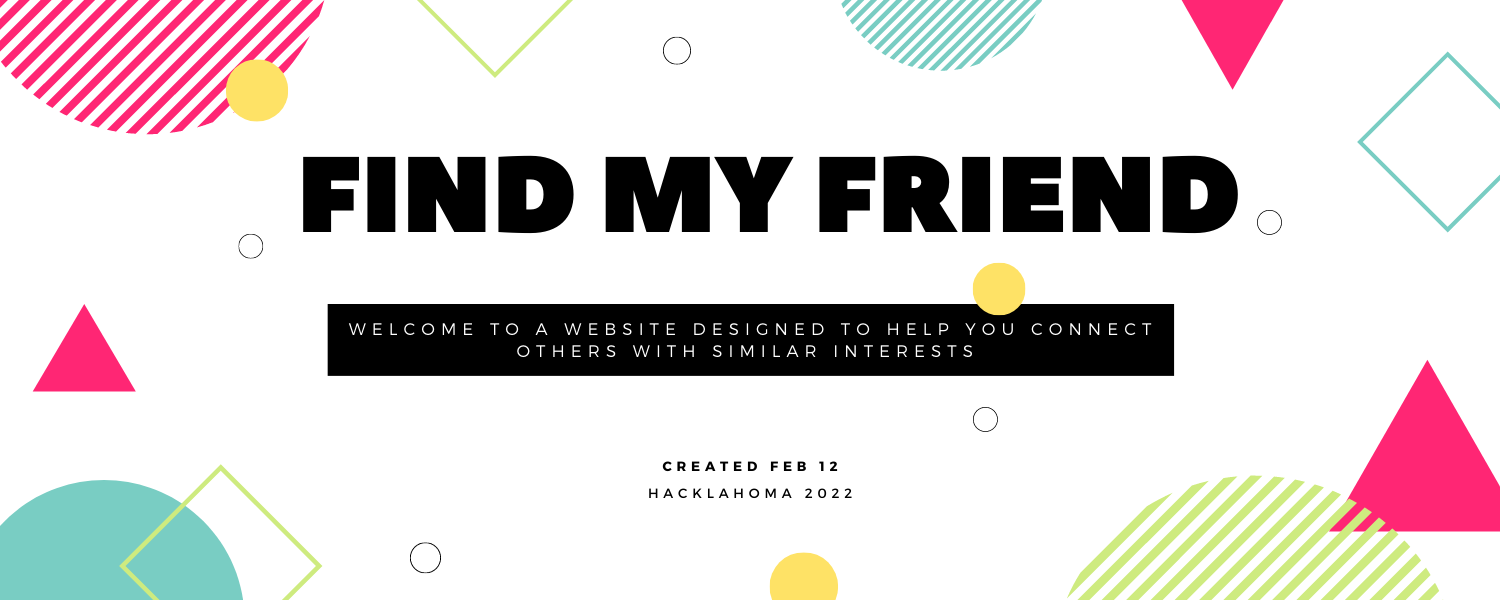 FIND MY FRIEND
WELCOME TO A WEBSITE DESIGNED TO HELP YOU CONNECT
OTHERS WITH SIMILAR INTERESTS
CREATED FEB 12
HACKLAHOMA 2022